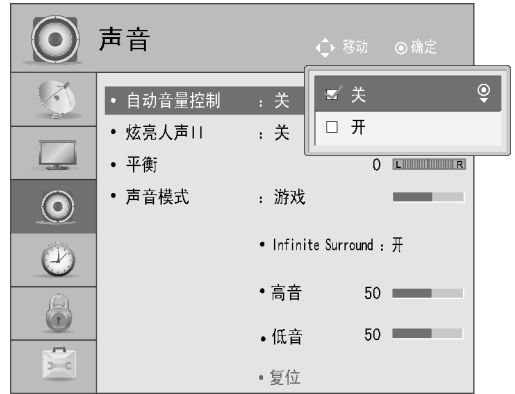 声音
移动 确定
• 自动音量控制 : 关
关
开
• 炫亮人声II : 关
• 平衡 0 L R
• 声音模式 : 游戏
• Infinite Surround : 开
• 高音 50
• 低音 50
• 复位